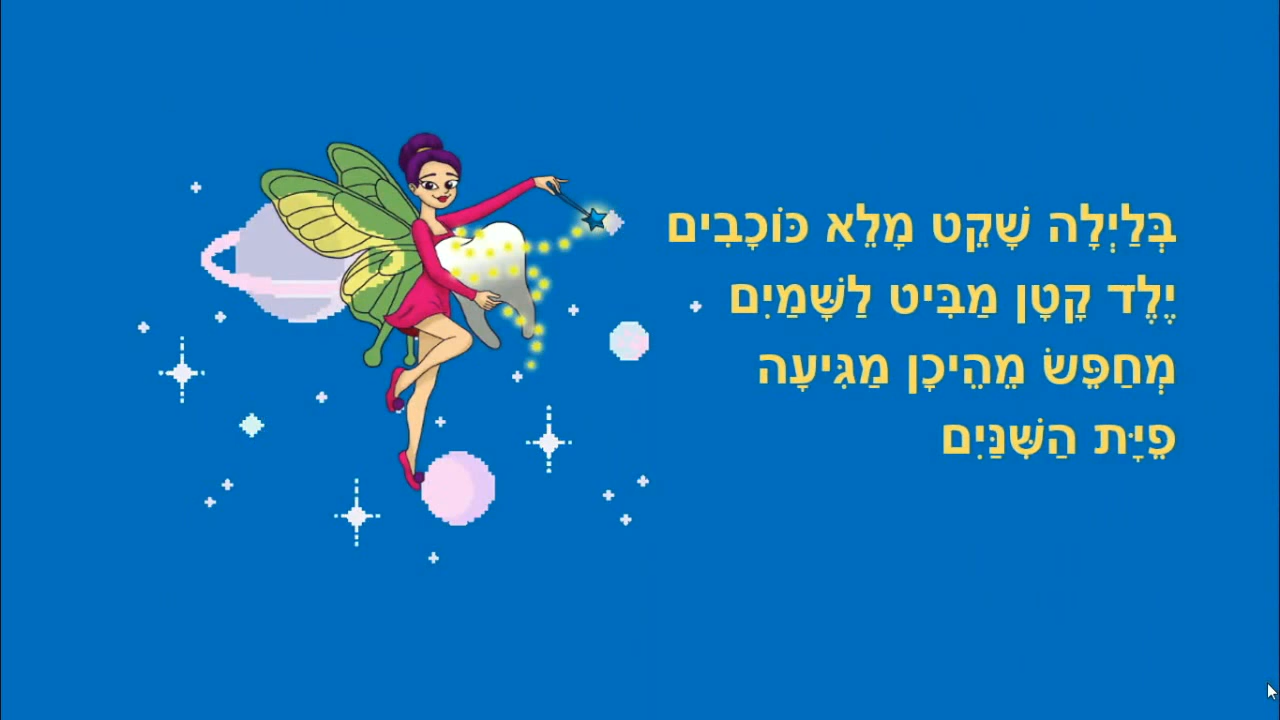 בְּלַיְלָה שָׁקֵט מָלֵא כּוֹכָבִים
יֶלֶד קָטָן מַבִּיט לַשָּׁמַיִם
מְחַפֵּשׂ מֵהֵיכָן מַגִּיעָה
פֵיַּת הַשִּׁנַּיִם